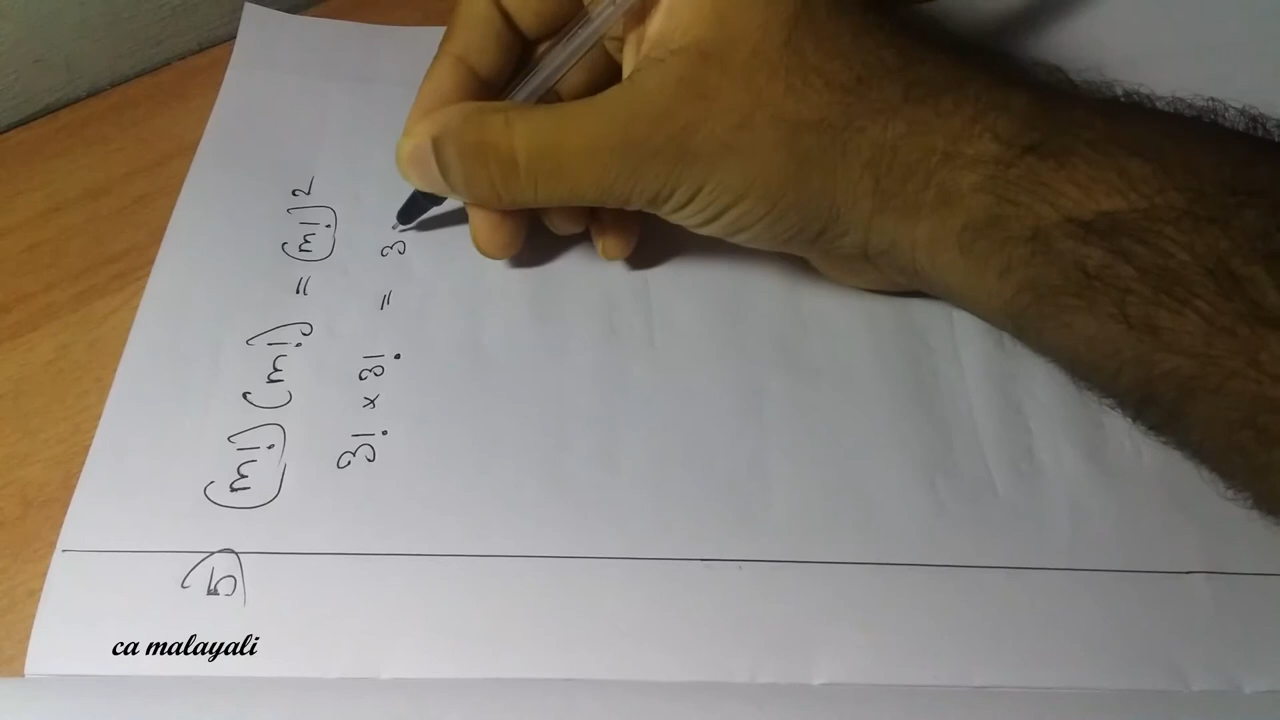 5) (m!) (m!) = (m!)²
3! × 3! = 3
ca malayali